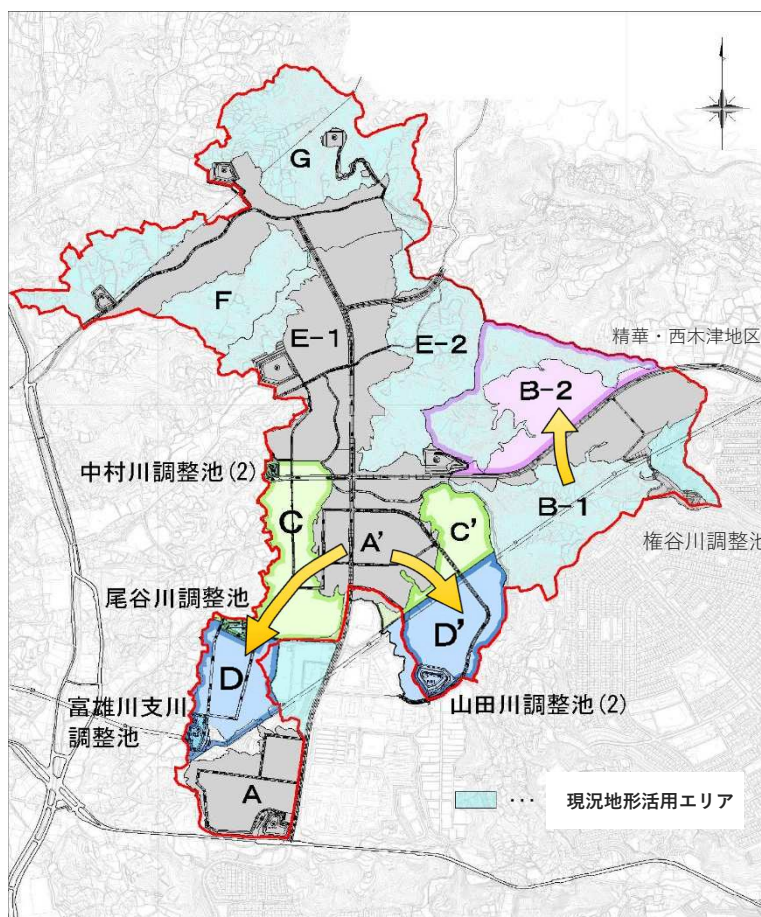 G
F
E-1
E-2
精華・西木津地区
B-2
中村川調整池(2)
C
A'
C'
B-1
権谷川調整池
尾谷川調整池
D
D'
富雄川支川
調整池
山田川調整池(2)
A
… 現況地形活用エリア